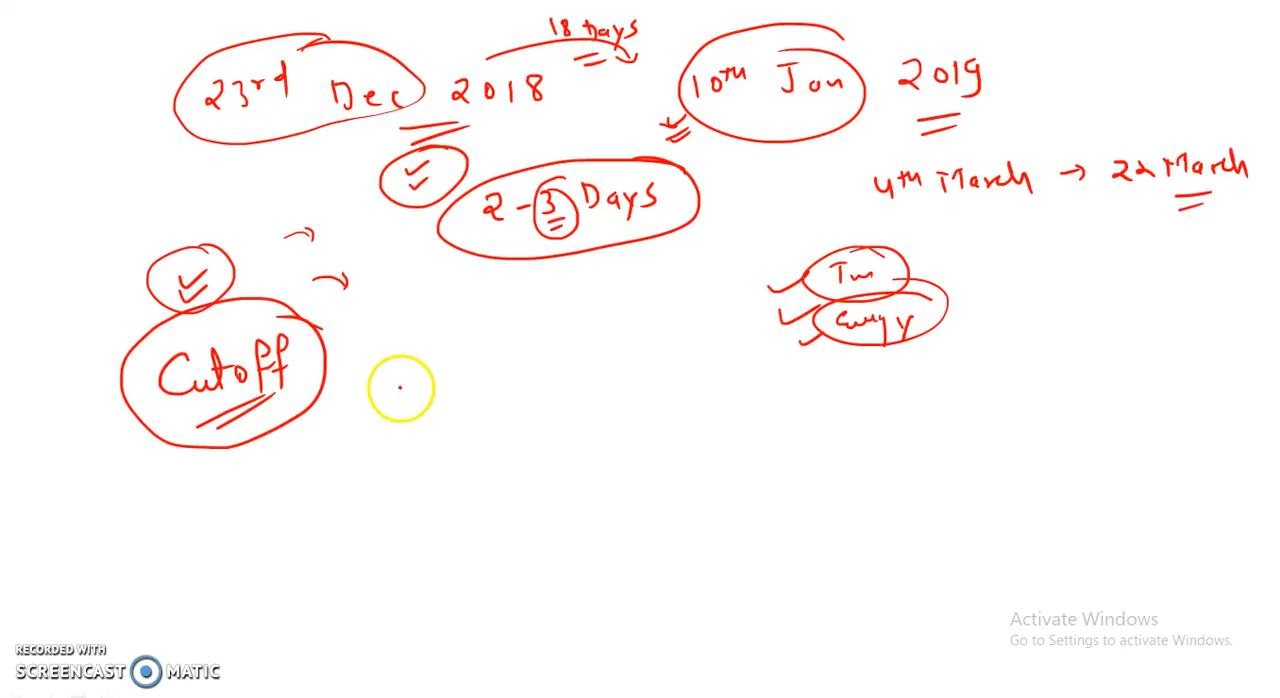 18 Days
23rd Dec 2018
10th Jan 2019
4th March → 22 March
2-3 Days
Cutoff
Activate Windows
Go to Settings to activate Windows.
RECORDED WITH
SCREENCAST MATIC